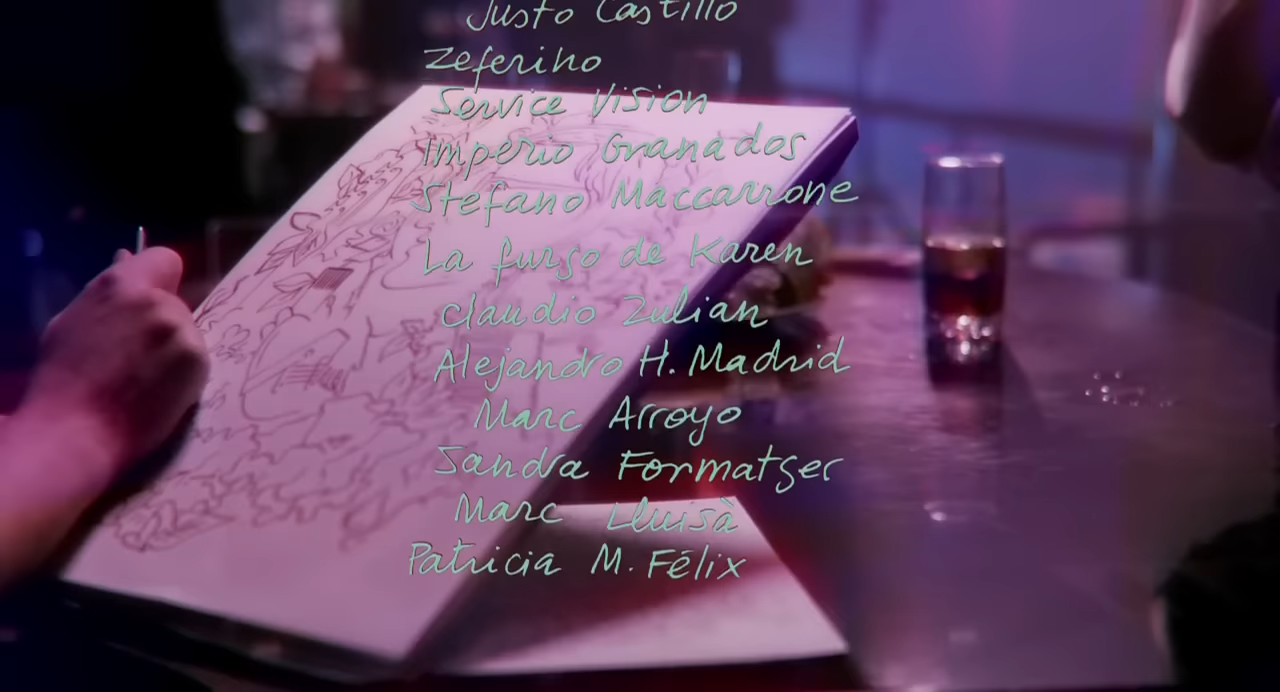 Justo Castillo
Zeferino
Service Vision
Imperio Granados
Stefano Maccarrone
La furgo de Karen
Claudio Zulian
Alejandro H. Madrid
Marc Arroyo
Sandra Formatger
Marc Lluisà
Patricia M. Félix